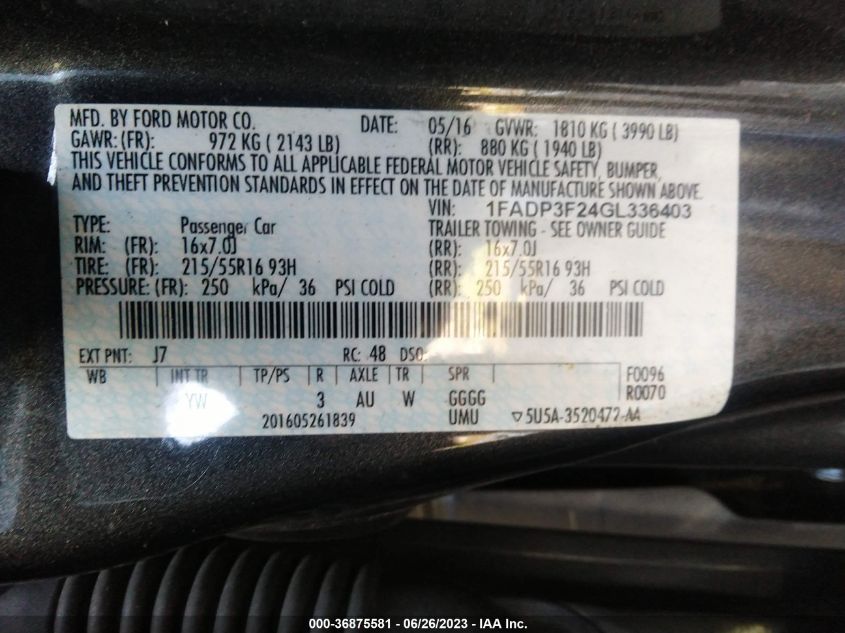 MFD. BY FORD MOTOR CO. DATE: 05/16 GVWR: 1810 KG ( 3990 LB)
GAWR: (FR): 972 KG ( 2143 LB) (RR): 880 KG ( 1940 LB)
THIS VEHICLE CONFORMS TO ALL APPLICABLE FEDERAL MOTOR VEHICLE SAFETY, BUMPER,
AND THEFT PREVENTION STANDARDS IN EFFECT ON THE DATE OF MANUFACTURE SHOWN ABOVE.
VIN: 1FADP3F24GL336403
TYPE: Passenger Car TRAILER TOWING - SEE OWNER GUIDE
RIM: (FR): 16x7.0J (RR): 16x7.0J
TIRE: (FR): 215/55R16 93H (RR): 215/55R16 93H
PRESSURE: (FR): 250 kPa/ 36 PSI COLD (RR): 250 kPa/ 36 PSI COLD
EXT PNT: J7 RC: 48 DSO:
WB INT TR TP/PS R AXLE TR SPR F0096
YW 3 AU W GGGG R0070
201605261839 UMU ▽5U5A-3520472-AA
000-36875581 - 06/26/2023 - IAA Inc.